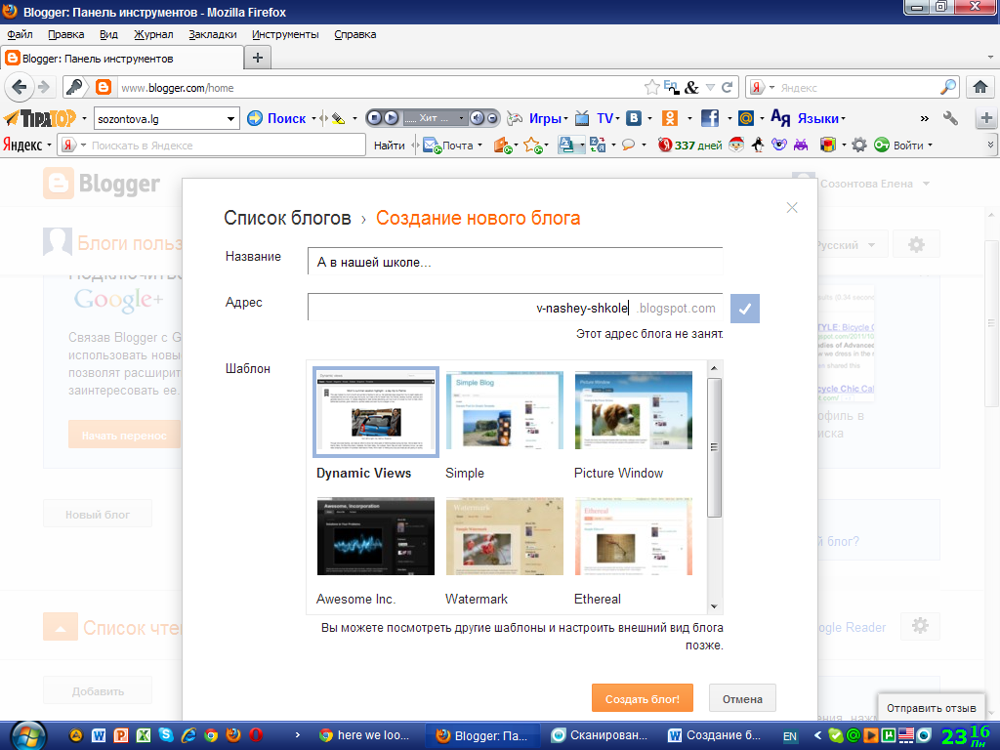 Blogger: Панель инструментов - Mozilla Firefox
Файл Правка Вид Журнал Закладки Инструменты Справка
Blogger: Панель инструментов
www.blogger.com/home
Яндекс
sozontova.lg
Поиск
..... Хит ...
Игры
TV
Языки
Яндекс
Поискать в Яндексе
Найти
Почта
337 дней
Войти
Blogger
Созонтова Елена
Список блогов › Создание нового блога
Блоги польз
Русский
Название
А в нашей школе...
Подключитесь
Google+
Адрес
v-nashey-shkole .blogspot.com
Этот адрес блога не занят.
Связав Blogger с G
использовать новы
позволят расширит
заинтересовать ее.
Начать перенос
Шаблон
Dynamic Views
Simple
Picture Window
Awesome Inc.
Watermark
Ethereal
Вы можете посмотреть другие шаблоны и настроить внешний вид блога
позже.
Новый блог
й блог?
Список чтен
ogle Reader
Добавить
Создать блог!
Отмена
Отправить отзыв
here we loo...
Blogger: Па...
Сканирован...
Создание б...
EN
23 16
Пн